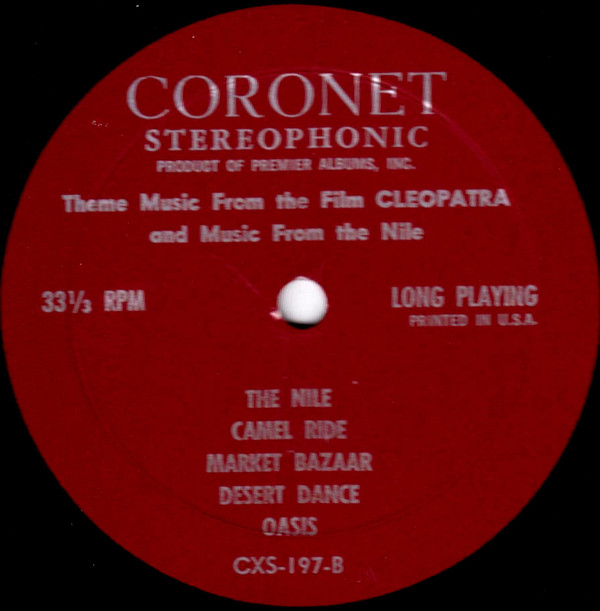 CORONET
STEREOPHONIC
PRODUCT OF PREMIER ALBUMS, INC.
Theme Music From the Film CLEOPATRA
and Music From the Nile
33⅓ RPM
LONG PLAYING
PRINTED IN U.S.A.
THE NILE
CAMEL RIDE
MARKET BAZAAR
DESERT DANCE
OASIS
CXS-197-B